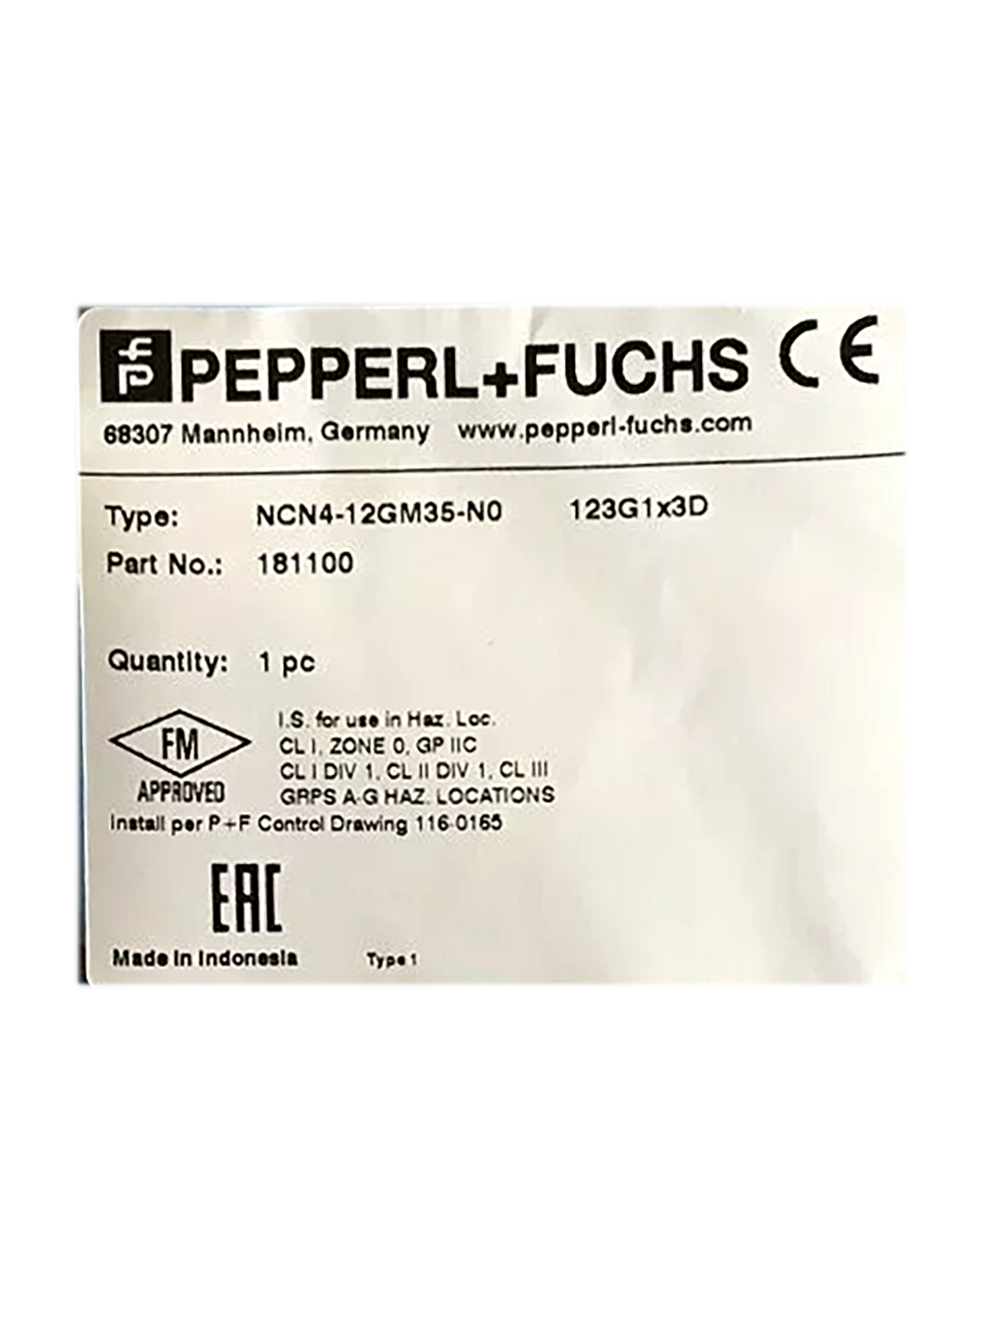 PEPPERL+FUCHS CE
68307 Mannheim, Germany www.pepperl-fuchs.com
Type: NCN4-12GM35-N0 123G1x3D
Part No.: 181100
Quantity: 1 pc
FM
APPROVED
I.S. for use in Haz. Loc.
CL I, ZONE 0, GP IIC
CL I DIV 1, CL II DIV 1, CL III
GRPS A-G HAZ. LOCATIONS
Install per P+F Control Drawing 116-0165
EAC
Made in Indonesia Type 1